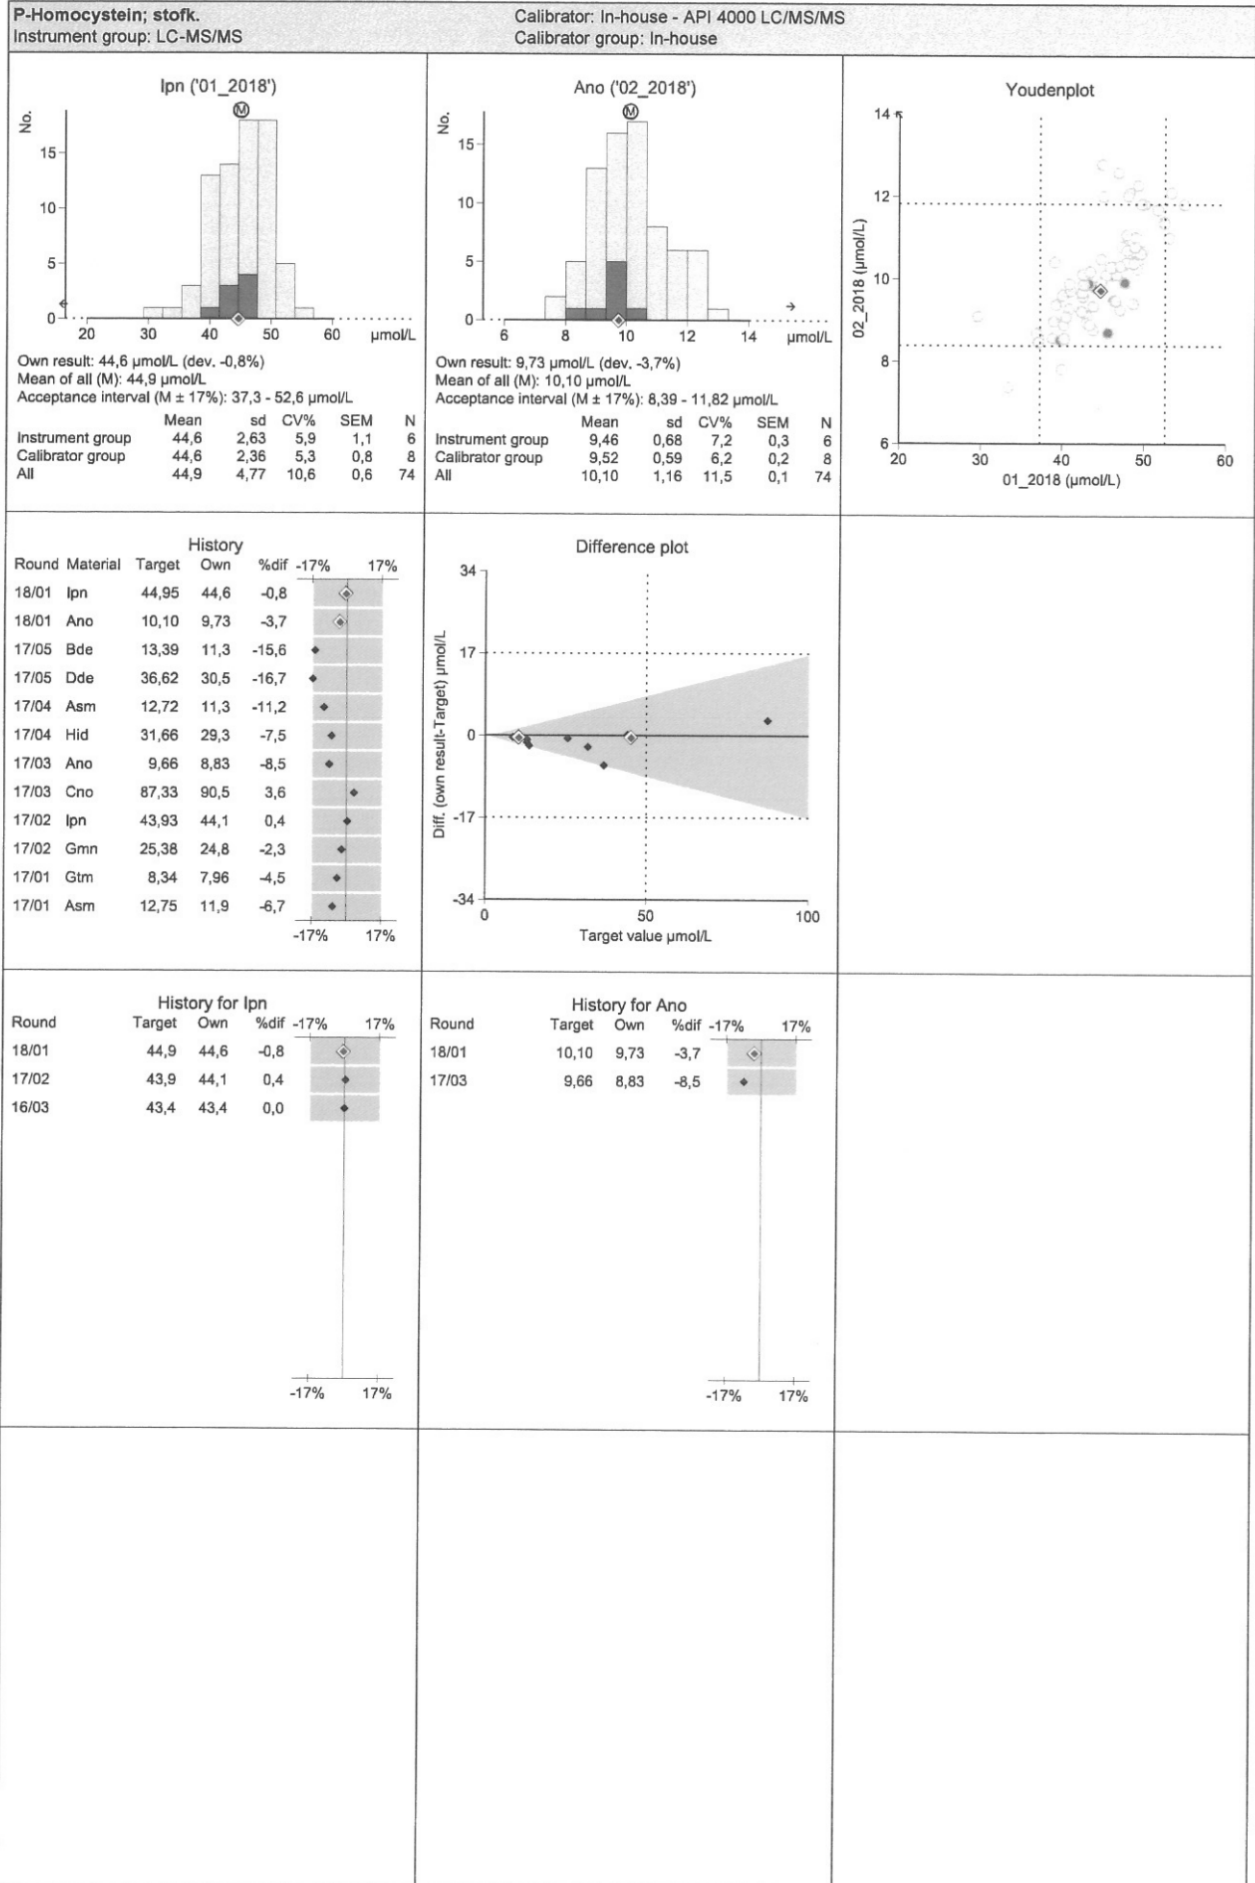 P-Homocystein; stofk.
Instrument group: LC-MS/MS
Calibrator: In-house - API 4000 LC/MS/MS
Calibrator group: In-house
Ipn ('01_2018')
M
No.
15
10
5
0
20 30 40 50 60 µmol/L
Own result: 44,6 µmol/L (dev. -0,8%)
Mean of all (M): 44,9 µmol/L
Acceptance interval (M ± 17%): 37,3 - 52,6 µmol/L
Mean sd CV% SEM N
Instrument group 44,6 2,63 5,9 1,1 6
Calibrator group 44,6 2,36 5,3 0,8 8
All 44,9 4,77 10,6 0,6 74
Ano ('02_2018')
M
No.
15
10
5
0
6 8 10 12 14 µmol/L
Own result: 9,73 µmol/L (dev. -3,7%)
Mean of all (M): 10,10 µmol/L
Acceptance interval (M ± 17%): 8,39 - 11,82 µmol/L
Mean sd CV% SEM N
Instrument group 9,46 0,68 7,2 0,3 6
Calibrator group 9,52 0,59 6,2 0,2 8
All 10,10 1,16 11,5 0,1 74
Youdenplot
02_2018 (µmol/L)
14
12
10
8
6
20 30 40 50 60
01_2018 (µmol/L)
History
Round Material Target Own %dif -17% 17%
18/01 Ipn 44,95 44,6 -0,8
18/01 Ano 10,10 9,73 -3,7
17/05 Bde 13,39 11,3 -15,6
17/05 Dde 36,62 30,5 -16,7
17/04 Asm 12,72 11,3 -11,2
17/04 Hid 31,66 29,3 -7,5
17/03 Ano 9,66 8,83 -8,5
17/03 Cno 87,33 90,5 3,6
17/02 Ipn 43,93 44,1 0,4
17/02 Gmn 25,38 24,8 -2,3
17/01 Gtm 8,34 7,96 -4,5
17/01 Asm 12,75 11,9 -6,7
-17% 17%
Difference plot
Diff. (own result-Target) µmol/L
34
17
0
-17
-34
0 50 100
Target value µmol/L
History for Ipn
Round Target Own %dif -17% 17%
18/01 44,9 44,6 -0,8
17/02 43,9 44,1 0,4
16/03 43,4 43,4 0,0
-17% 17%
History for Ano
Round Target Own %dif -17% 17%
18/01 10,10 9,73 -3,7
17/03 9,66 8,83 -8,5
-17% 17%